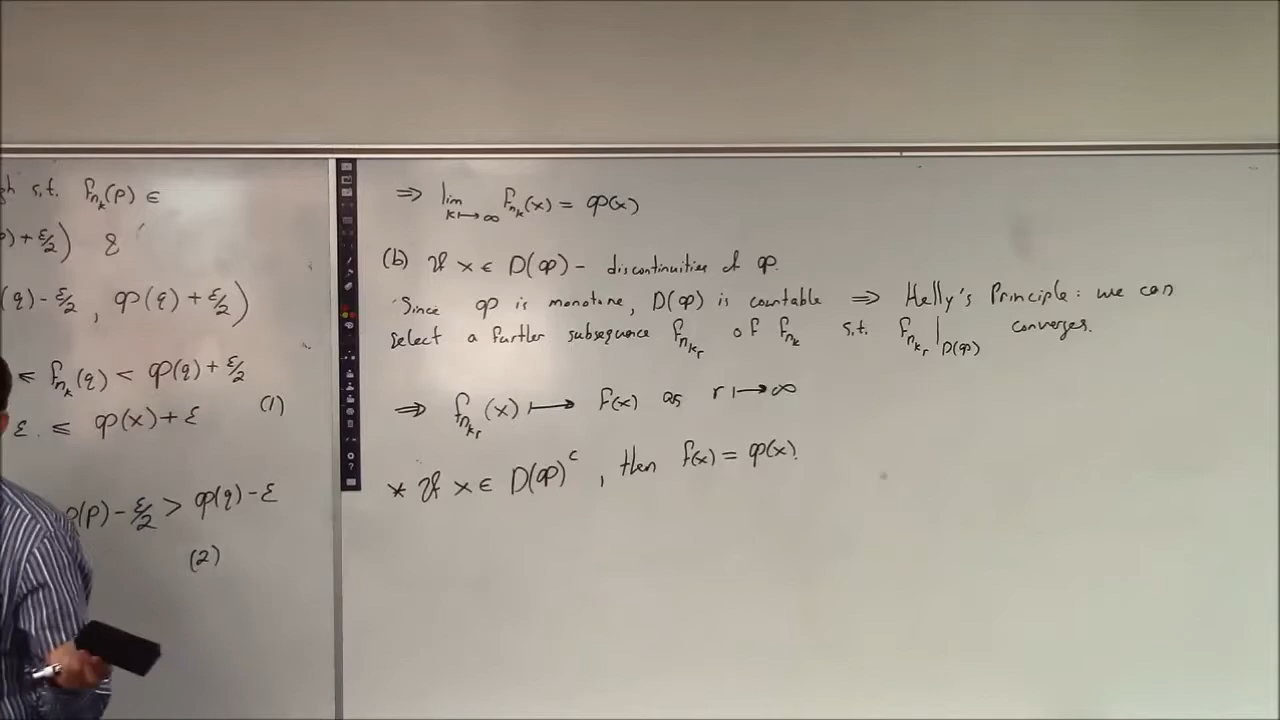 gh s.t. f_{n_k}(p) ∈
p) + ε/2) &
(q) - ε/2, φ(q) + ε/2)
≤ f_{n_k}(q) < φ(q) + ε/2
ε. ≤ φ(x) + ε (1)
φ(p) - ε/2 > φ(q) - ε
(2)
⇒ lim_{k↦∞} f_{n_k}(x) = φ(x)
(b) If x ∈ D(φ) - discontinuities of φ.
Since φ is monotone, D(φ) is countable ⇒ Helly's Principle: we can
select a further subsequence f_{n_{k_r}} of f_{n_k} s.t. f_{n_{k_r}}|_{D(φ)} converges.
⇒ f_{n_{k_r}}(x) ⟼ f(x) as r ⟼ ∞
* If x ∈ D(φ)^c, then f(x) = φ(x).